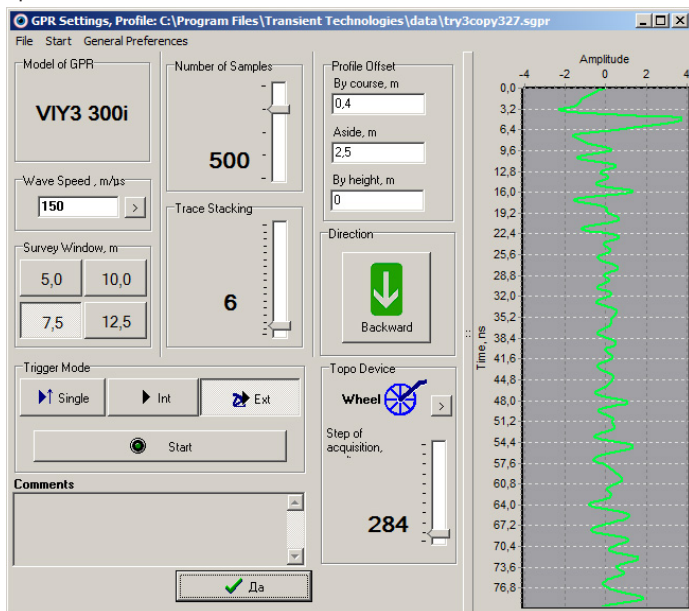 GPR Settings, Profile: C:\Program Files\Transient Technologies\data\try3copy327.sgpr
File Start General Preferences
Model of GPR
VIY3 300i
Wave Speed , m/μs
150
>
Survey Window, m
5,0 10,0
7,5 12,5
Number of Samples
500
Trace Stacking
6
Profile Offset
By course, m
0,4
Aside, m
2,5
By height, m
0
Direction
Backward
Trigger Mode
Single Int Ext
Start
Topo Device
Wheel >
Step of
acquisition,
284
Comments
Да
Amplitude
-4 -2 0 2 4
Time, ns
0,0
3,2
6,4
9,6
12,8
16,0
19,2
22,4
25,6
28,8
32,0
35,2
38,4
41,6
44,8
48,0
51,2
54,4
57,6
60,8
64,0
67,2
70,4
73,6
76,8